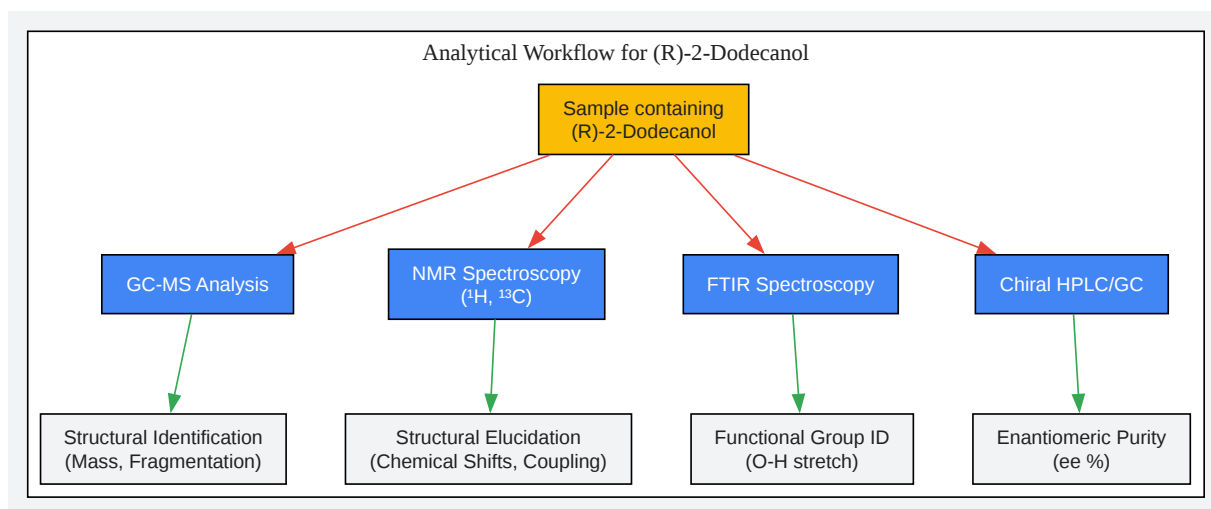 Analytical Workflow for (R)-2-Dodecanol
Sample containing
(R)-2-Dodecanol
GC-MS Analysis
NMR Spectroscopy
(¹H, ¹³C)
FTIR Spectroscopy
Chiral HPLC/GC
Structural Identification
(Mass, Fragmentation)
Structural Elucidation
(Chemical Shifts, Coupling)
Functional Group ID
(O-H stretch)
Enantiomeric Purity
(ee %)